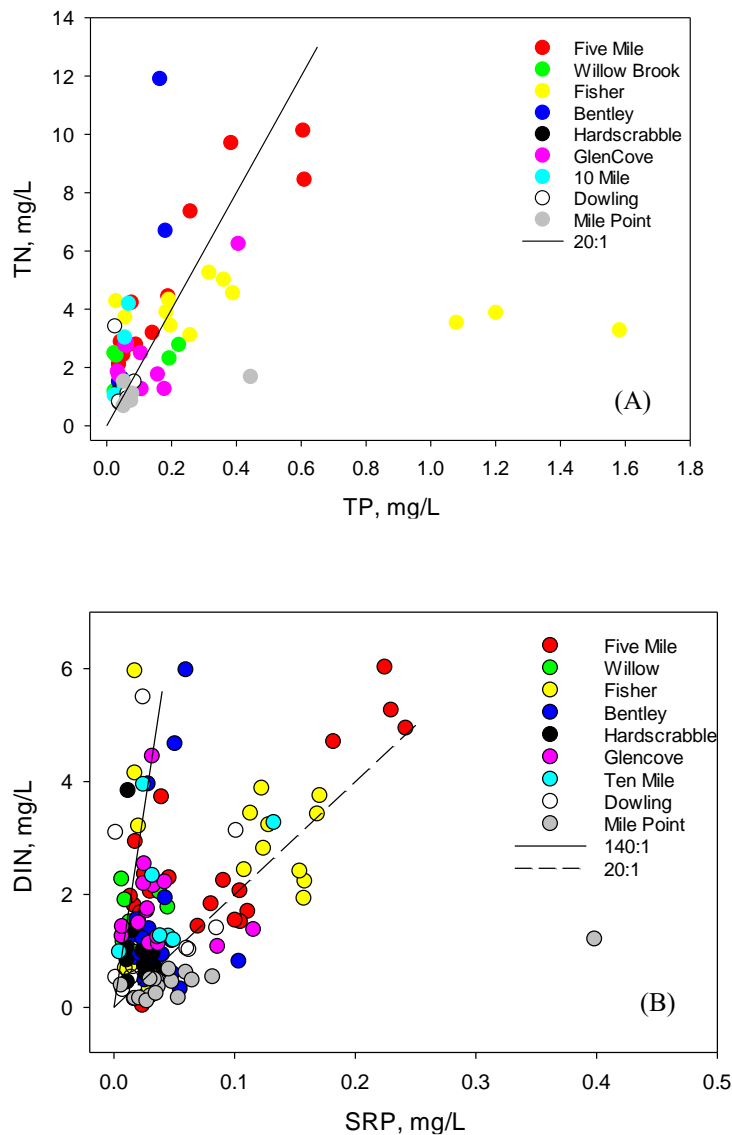 14
12
10
8
6
4
2
0
TN, mg/L
Five Mile
Willow Brook
Fisher
Bentley
Hardscrabble
GlenCove
10 Mile
Dowling
Mile Point
20:1
(A)
0.0 0.2 0.4 0.6 0.8 1.0 1.2 1.4 1.6 1.8
TP, mg/L
6
4
2
0
DIN, mg/L
Five Mile
Willow
Fisher
Bentley
Hardscrabble
Glencove
Ten Mile
Dowling
Mile Point
140:1
20:1
(B)
0.0 0.1 0.2 0.3 0.4 0.5
SRP, mg/L